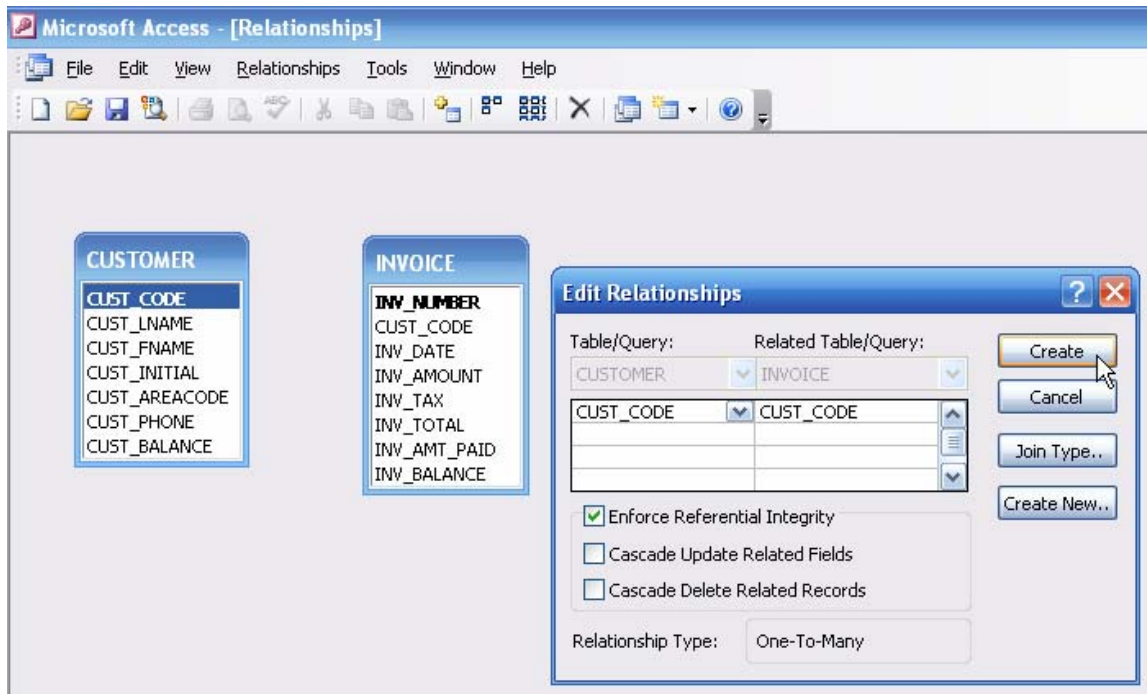 Microsoft Access - [Relationships]
File Edit View Relationships Tools Window Help
CUSTOMER
CUST_CODE
CUST_LNAME
CUST_FNAME
CUST_INITIAL
CUST_AREACODE
CUST_PHONE
CUST_BALANCE
INVOICE
INV_NUMBER
CUST_CODE
INV_DATE
INV_AMOUNT
INV_TAX
INV_TOTAL
INV_AMT_PAID
INV_BALANCE
Edit Relationships
Table/Query: Related Table/Query:
CUSTOMER INVOICE
CUST_CODE CUST_CODE
Enforce Referential Integrity
Cascade Update Related Fields
Cascade Delete Related Records
Relationship Type: One-To-Many
Create
Cancel
Join Type..
Create New..